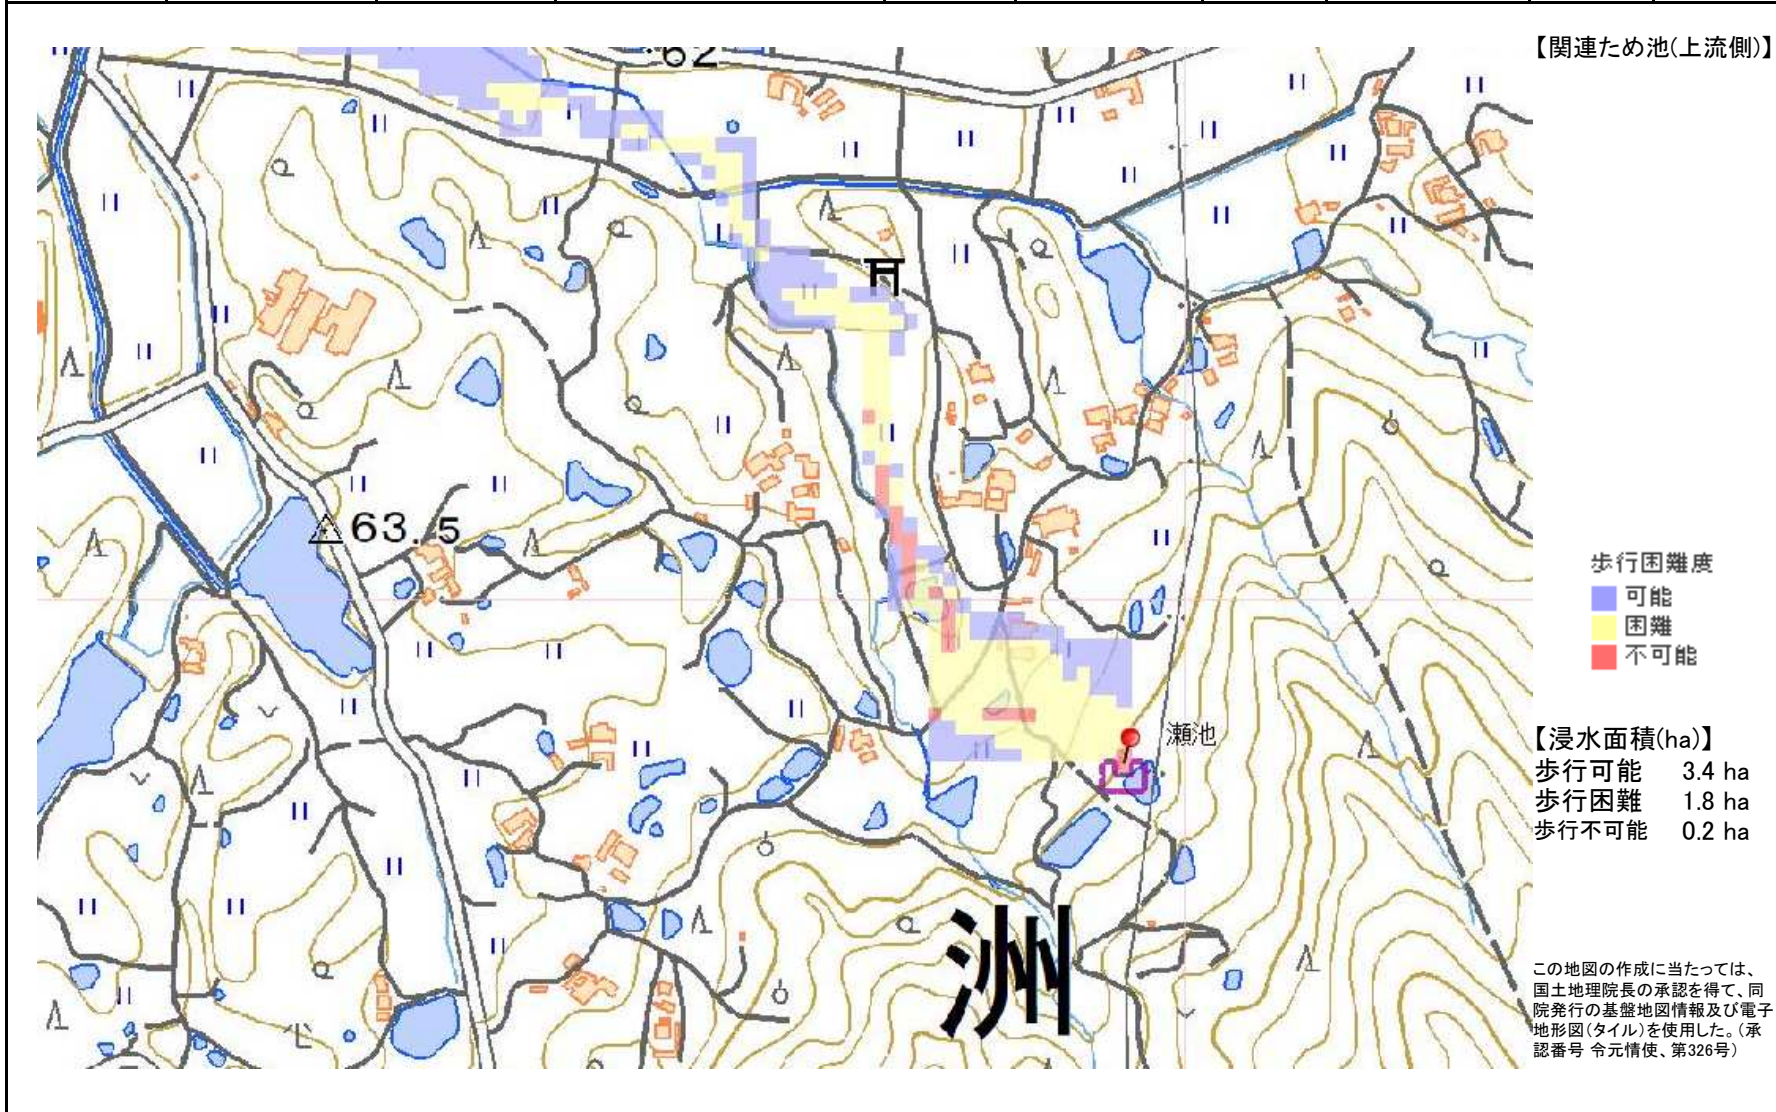 【関連ため池(上流側)】
62
63.5
歩行困難度
可能
困難
不可能
瀬池
【浸水面積(ha)】
歩行可能 3.4 ha
歩行困難 1.8 ha
歩行不可能 0.2 ha
洲
この地図の作成に当たっては、
国土地理院長の承認を得て、同
院発行の基盤地図情報及び電子
地形図(タイル)を使用した。(承
認番号 令元情使、第326号)